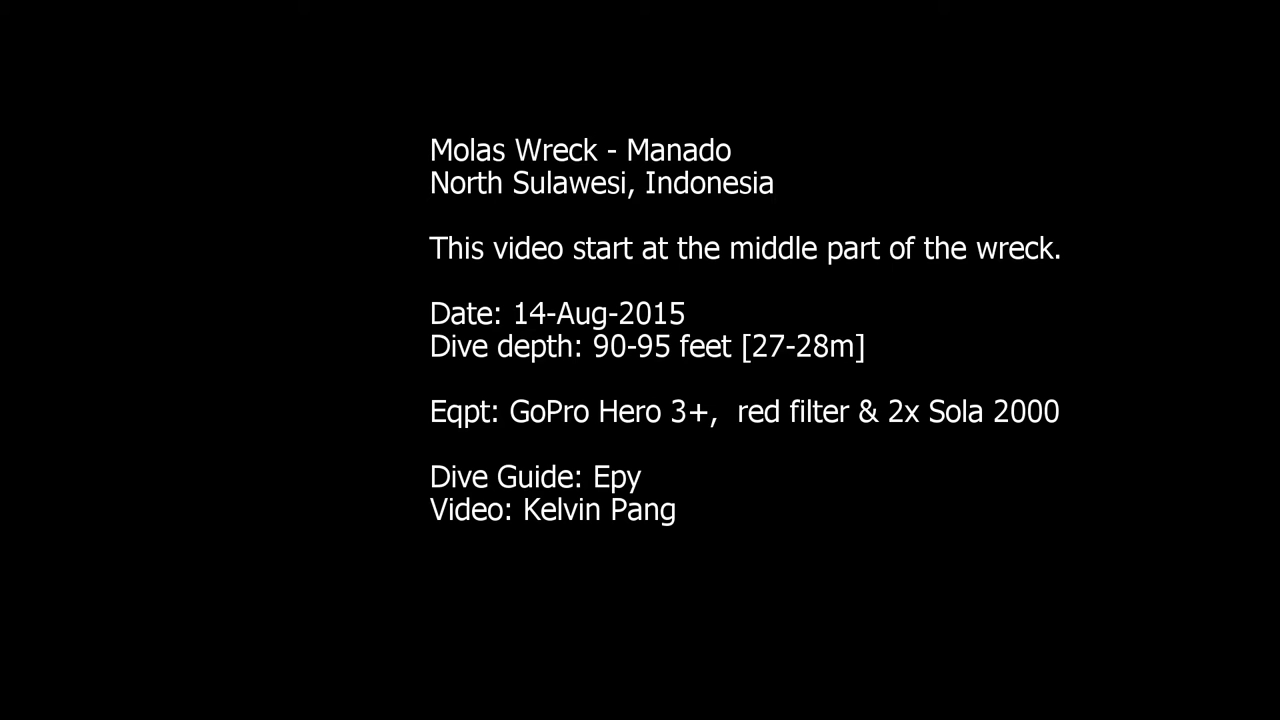 Molas Wreck - Manado
North Sulawesi, Indonesia
This video start at the middle part of the wreck.
Date: 14-Aug-2015
Dive depth: 90-95 feet [27-28m]
Eqpt: GoPro Hero 3+,  red filter & 2x Sola 2000
Dive Guide: Epy
Video: Kelvin Pang